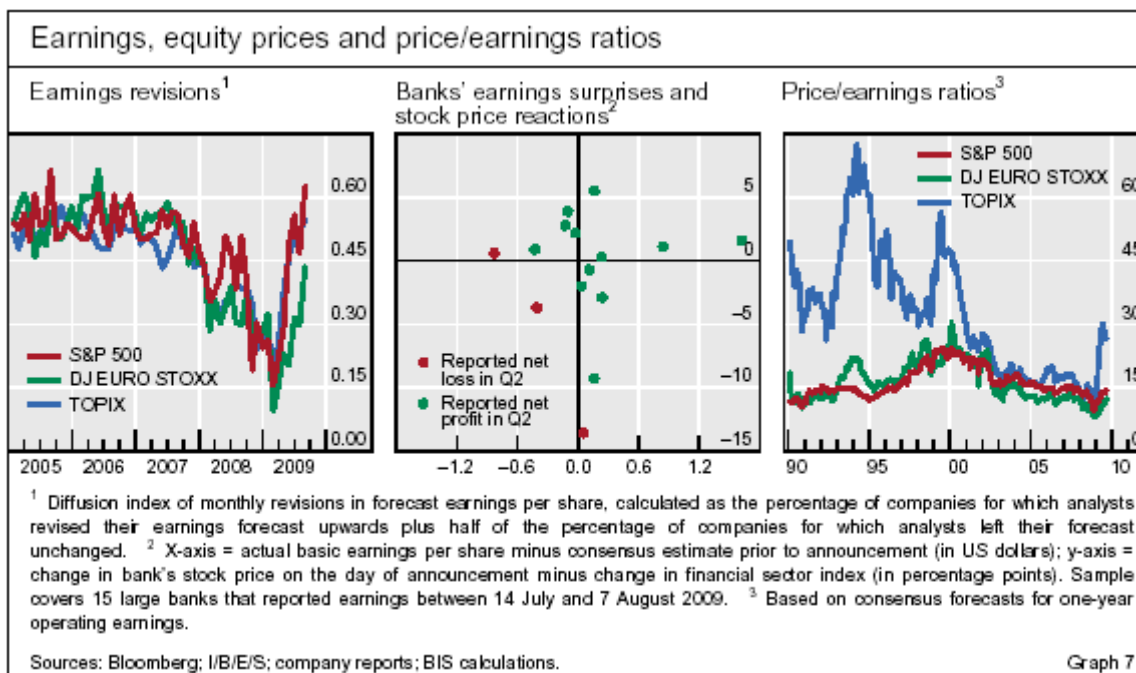 Earnings, equity prices and price/earnings ratios
Earnings revisions1
Banks' earnings surprises and
stock price reactions2
Price/earnings ratios3
0.60
0.45
0.30
0.15
0.00
S&P 500
DJ EURO STOXX
TOPIX
2005 2006 2007 2008 2009
5
0
–5
–10
–15
Reported net
loss in Q2
Reported net
profit in Q2
–1.2 –0.6 0.0 0.6 1.2
S&P 500
DJ EURO STOXX
TOPIX
60
45
30
15
0
90 95 00 05 10
1 Diffusion index of monthly revisions in forecast earnings per share, calculated as the percentage of companies for which analysts
revised their earnings forecast upwards plus half of the percentage of companies for which analysts left their forecast
unchanged. 2 X-axis = actual basic earnings per share minus consensus estimate prior to announcement (in US dollars); y-axis =
change in bank's stock price on the day of announcement minus change in financial sector index (in percentage points). Sample
covers 15 large banks that reported earnings between 14 July and 7 August 2009. 3 Based on consensus forecasts for one-year
operating earnings.
Sources: Bloomberg; I/B/E/S; company reports; BIS calculations.
Graph 7